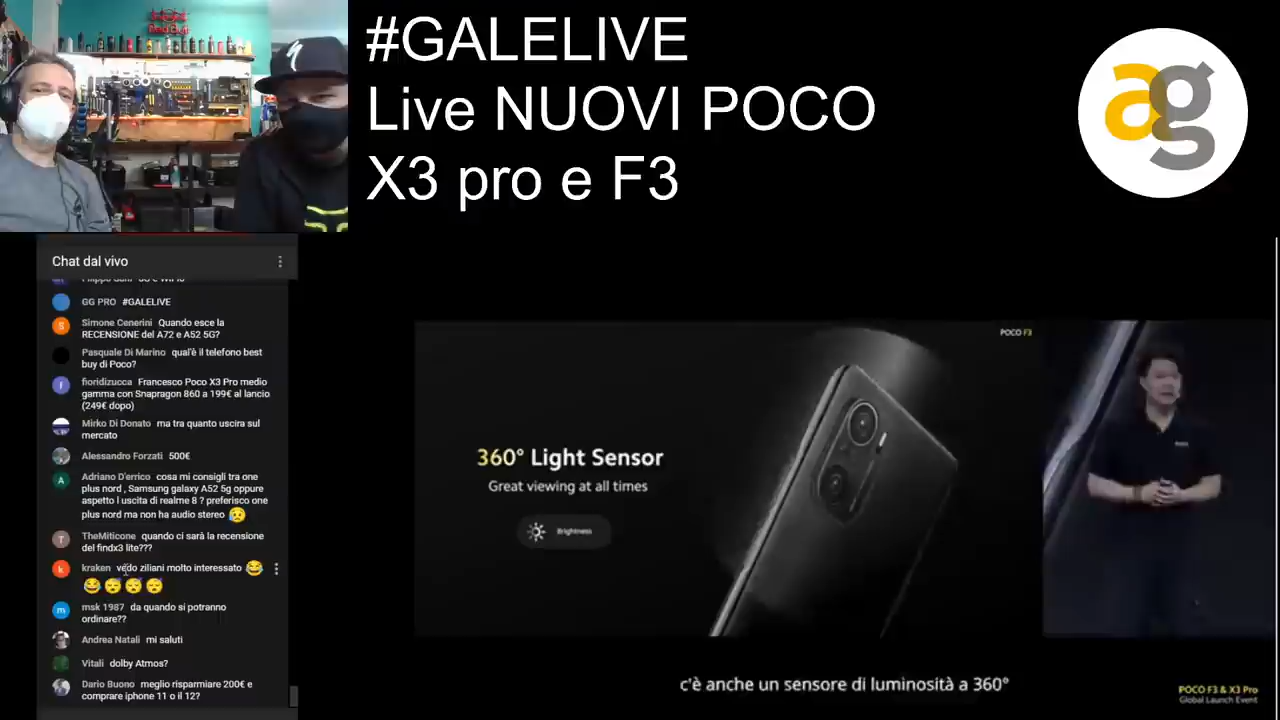 #GALELIVE
Live NUOVI POCO
X3 pro e F3
ag
Chat dal vivo
GG PRO #GALELIVE
Simone Cenerini Quando esce la
RECENSIONE del A72 e A52 5G?
Pasquale Di Marino qual'è il telefono best
buy di Poco?
fioridizucca Francesco Poco X3 Pro medio
gamma con Snapragon 860 a 199€ al lancio
(249€ dopo)
Mirko Di Donato ma tra quanto uscira sul
mercato
Alessandro Forzati 500€
Adriano D'errico cosa mi consigli tra one
plus nord , Samsung galaxy A52 5g oppure
aspetto l uscita di realme 8 ? preferisco one
plus nord ma non ha audio stereo 😥
TheMiticone quando ci sarà la recensione
del findx3 lite???
kraken vedo ziliani molto interessato 😂
😂 😴 😴 😴
msk 1987 da quando si potranno
ordinare??
Andrea Natali mi saluti
Vitali dolby Atmos?
Dario Buono meglio risparmiare 200€ e
comprare iphone 11 o il 12?
POCO F3
360° Light Sensor
Great viewing at all times
Brightness
c'è anche un sensore di luminosità a 360°
POCO F3 & X3 Pro
Global Launch Event